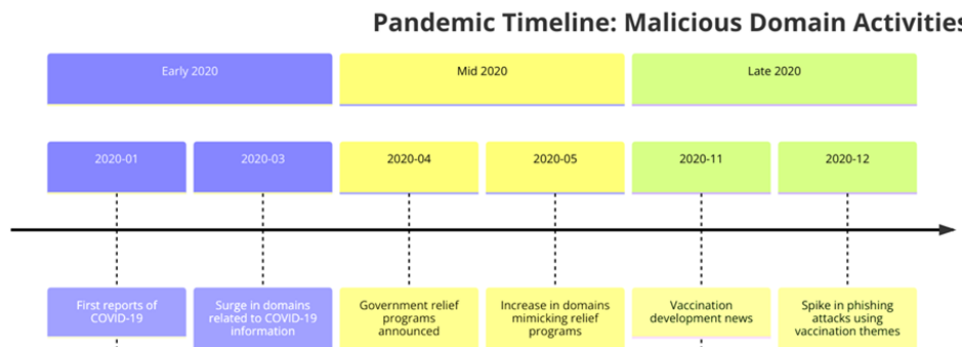 Pandemic Timeline: Malicious Domain Activities
Early 2020
Mid 2020
Late 2020
2020-01
2020-03
2020-04
2020-05
2020-11
2020-12
First reports of
COVID-19
Surge in domains
related to COVID-19
information
Government relief
programs
announced
Increase in domains
mimicking relief
programs
Vaccination
development news
Spike in phishing
attacks using
vaccination themes